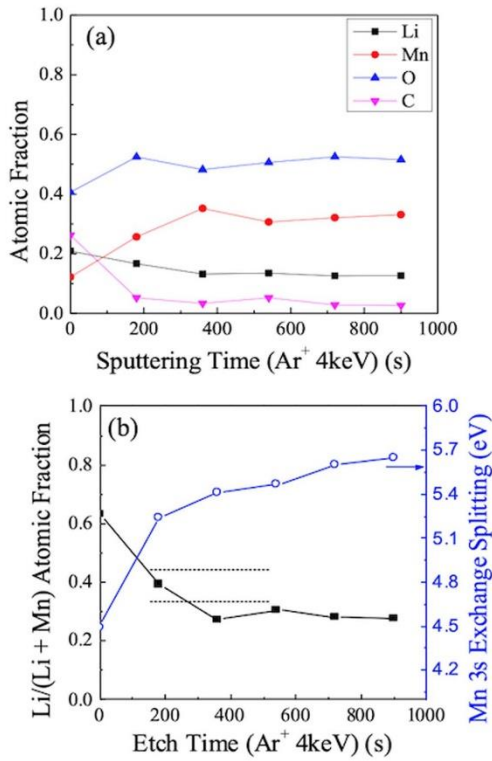 (a)
Li
Mn
O
C
1.0
0.8
0.6
0.4
0.2
0.0
Atomic Fraction
0 200 400 600 800 1000
Sputtering Time (Ar⁺ 4keV) (s)
(b)
1.0
0.8
0.6
0.4
0.2
0.0
Li/(Li + Mn) Atomic Fraction
6.0
5.7
5.4
5.1
4.8
4.5
4.2
Mn 3s Exchange Splitting (eV)
0 200 400 600 800 1000
Etch Time (Ar⁺ 4keV) (s)